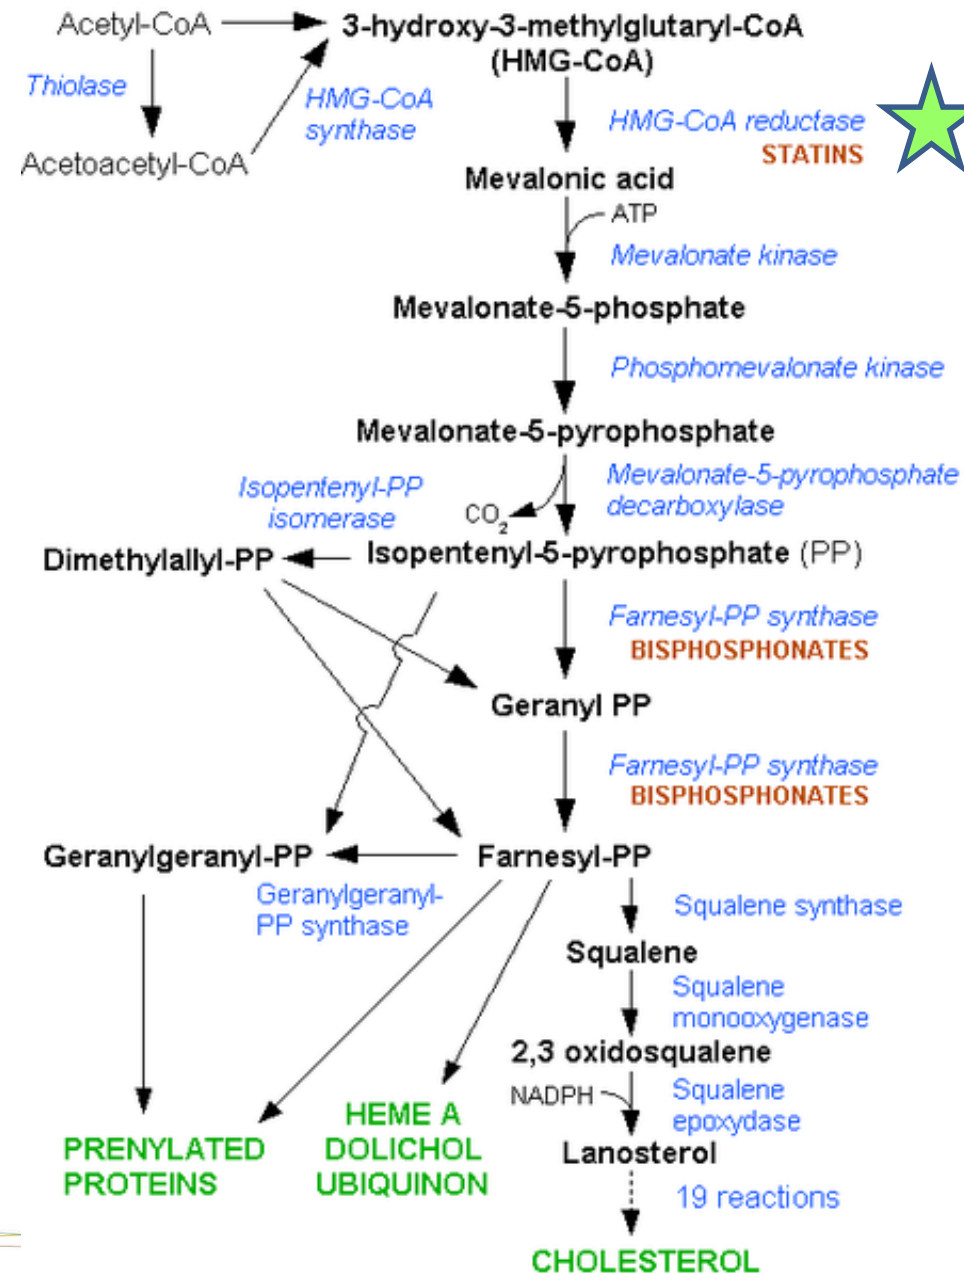 Acetyl-CoA
3-hydroxy-3-methylglutaryl-CoA
(HMG-CoA)
Thiolase
HMG-CoA
synthase
HMG-CoA reductase
STATINS
Acetoacetyl-CoA
Mevalonic acid
ATP
Mevalonate kinase
Mevalonate-5-phosphate
Phosphomevalonate kinase
Mevalonate-5-pyrophosphate
Mevalonate-5-pyrophosphate
decarboxylase
Isopentenyl-PP
isomerase
CO2
Dimethylallyl-PP
Isopentenyl-5-pyrophosphate (PP)
Farnesyl-PP synthase
BISPHOSPHONATES
Geranyl PP
Farnesyl-PP synthase
BISPHOSPHONATES
Geranylgeranyl-PP
Farnesyl-PP
Geranylgeranyl-
PP synthase
Squalene synthase
Squalene
Squalene
monooxygenase
2,3 oxidosqualene
NADPH
Squalene
epoxydase
Lanosterol
PRENYLATED
PROTEINS
HEME A
DOLICHOL
UBIQUINON
19 reactions
CHOLESTEROL